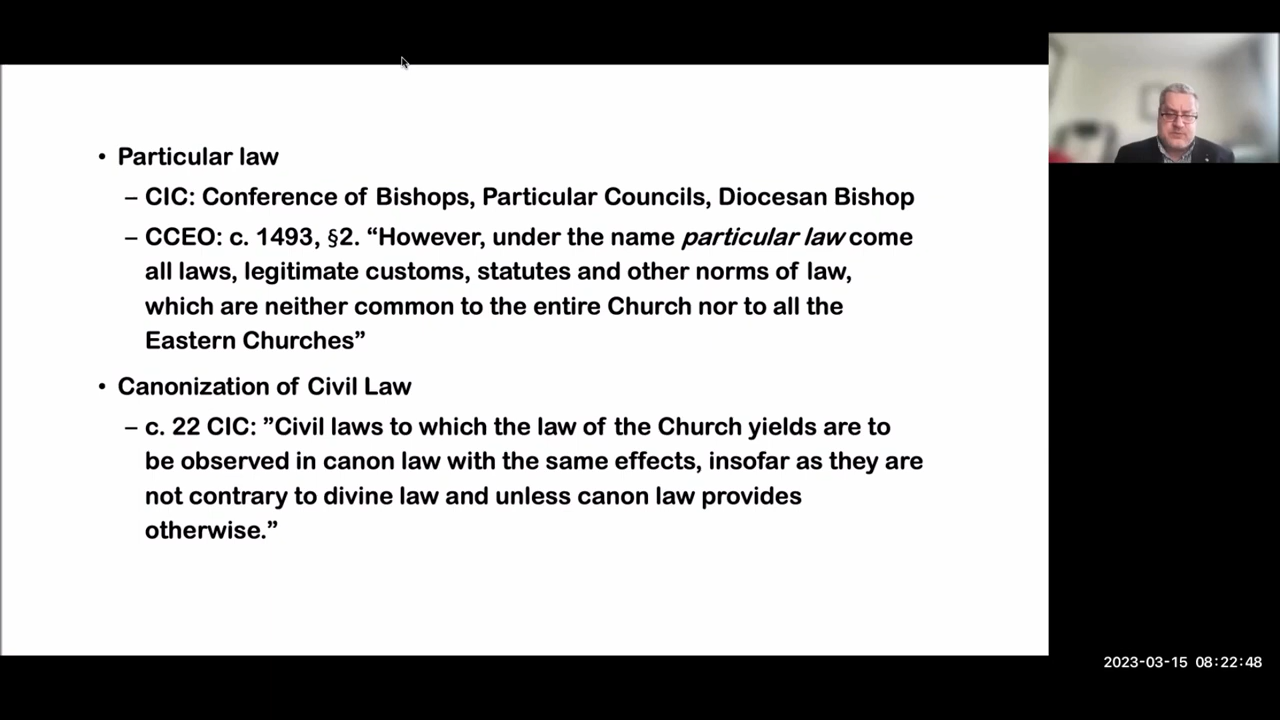 • Particular law
– CIC: Conference of Bishops, Particular Councils, Diocesan Bishop
– CCEO: c. 1493, §2. “However, under the name particular law come
all laws, legitimate customs, statutes and other norms of law,
which are neither common to the entire Church nor to all the
Eastern Churches”
• Canonization of Civil Law
– c. 22 CIC: ”Civil laws to which the law of the Church yields are to
be observed in canon law with the same effects, insofar as they are
not contrary to divine law and unless canon law provides
otherwise.”
2023-03-15 08:22:48